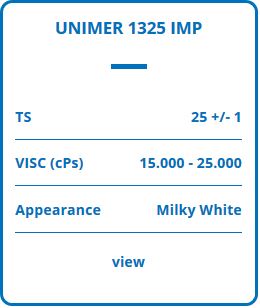 UNIMER 1325 IMP
TS 25 +/- 1
VISC (cPs) 15.000 - 25.000
Appearance Milky White
view